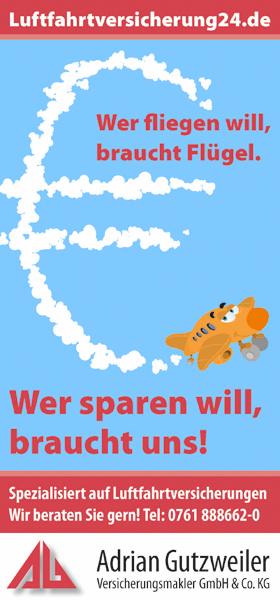 Luftfahrtversicherung24.de
Wer fliegen will,
braucht Flügel.
Wer sparen will,
braucht uns!
Spezialisiert auf Luftfahrtversicherungen
Wir beraten Sie gern! Tel: 0761 888662-0
Adrian Gutzweiler
Versicherungsmakler GmbH & Co. KG